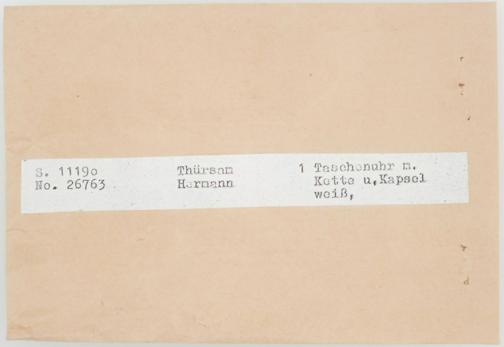 S. 1119o Thürsam 1 Taschenuhr m.
No. 26763 Hermann Kette u,Kapsel
weiß,